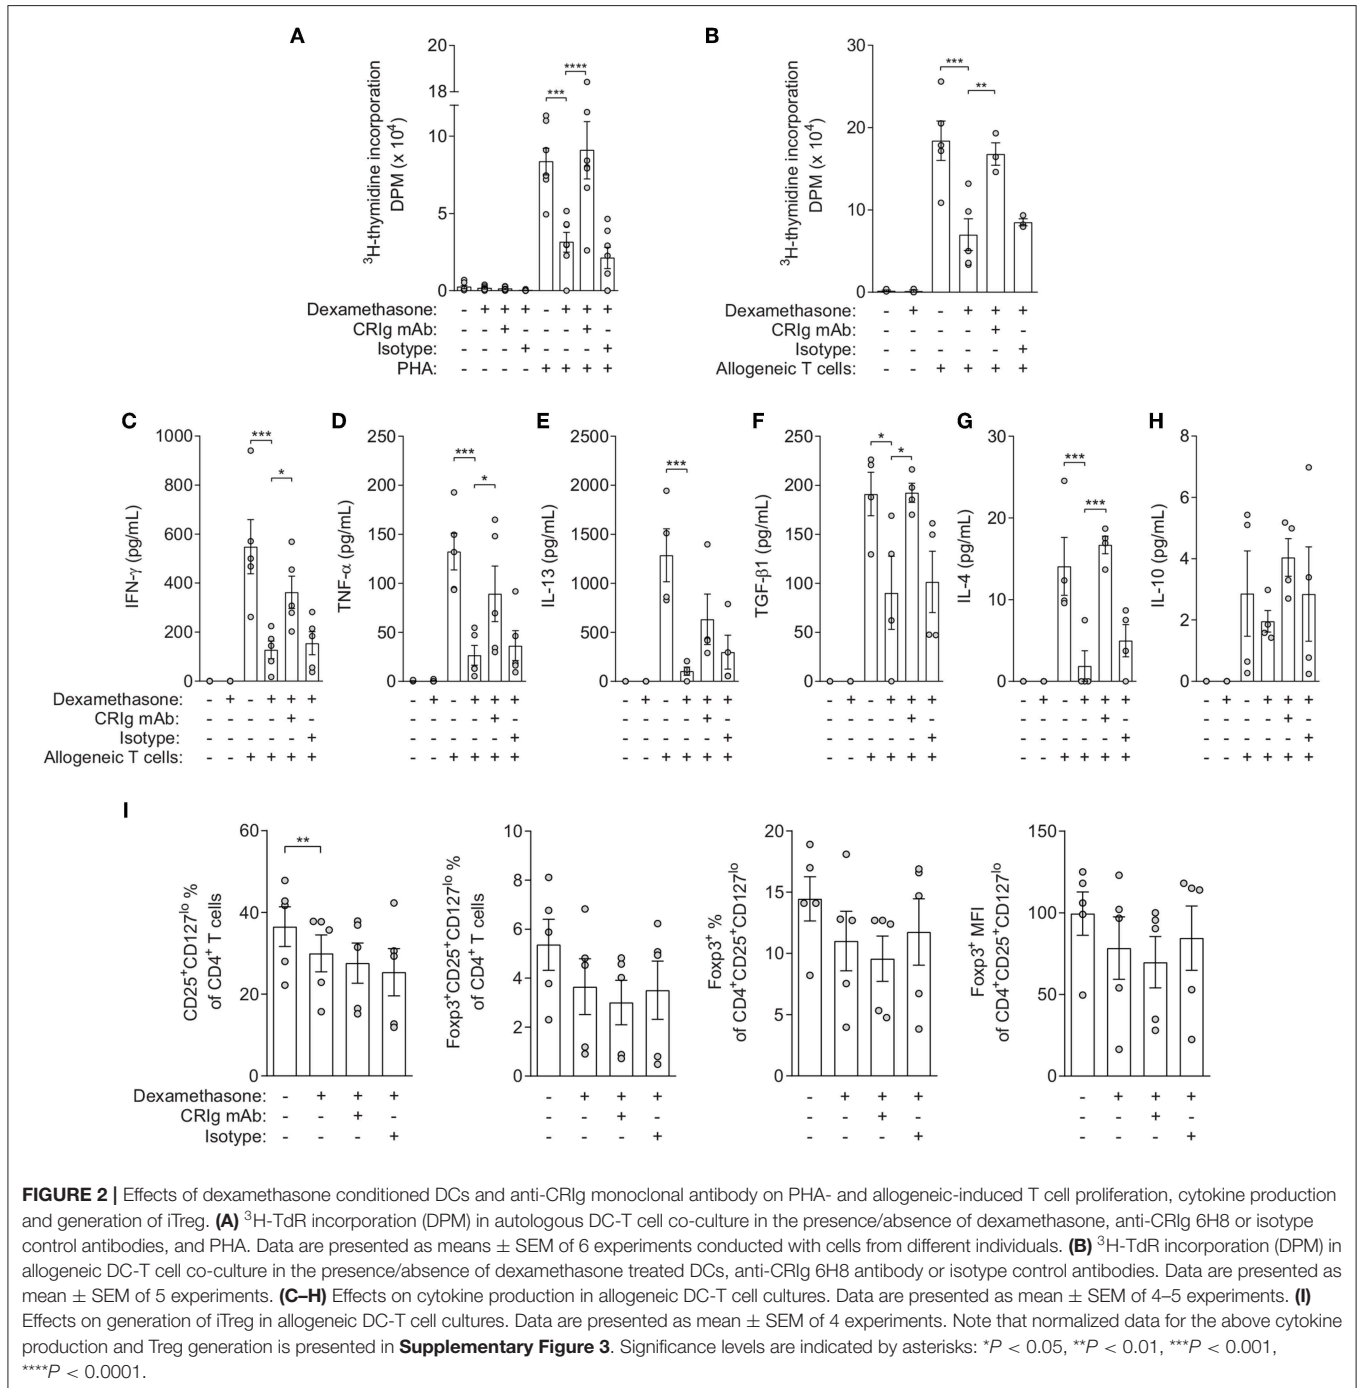 A
B
20
18
10
5
0
³H-thymidine incorporation
DPM (x 10⁴)
*** ****
30
20
10
0
³H-thymidine incorporation
DPM (x 10⁴)
*** **
Dexamethasone: - + + + - + + +
CRIg mAb: - - + - - - + -
Isotype: - - - + - - - +
PHA: - - - - + + + +
Dexamethasone: - + - + + +
CRIg mAb: - - - - + -
Isotype: - - - - - +
Allogeneic T cells: - - + + + +
C
1000
800
600
400
200
0
IFN-γ (pg/mL)
*** *
D
250
200
150
100
50
0
TNF-α (pg/mL)
*** *
E
2500
2000
1500
1000
500
0
IL-13 (pg/mL)
***
F
250
200
150
100
50
0
TGF-β1 (pg/mL)
* *
G
30
20
10
0
IL-4 (pg/mL)
*** ***
H
8
6
4
2
0
IL-10 (pg/mL)
Dexamethasone: - + - + + + - + - + + + - + - + + + - + - + + + - + - + + + - + - + + +
CRIg mAb: - - - - + - - - - - + - - - - - + - - - - - + - - - - - + - - - - - + -
Isotype: - - - - - + - - - - - + - - - - - + - - - - - + - - - - - + - - - - - +
Allogeneic T cells: - - + + + + - - + + + + - - + + + + - - + + + + - - + + + + - - + + + +
I
60
40
20
0
CD25⁺CD127ˡᵒ %
of CD4⁺ T cells
**
10
8
6
4
2
0
Foxp3⁺CD25⁺CD127ˡᵒ %
of CD4⁺ T cells
20
15
10
5
0
Foxp3⁺ %
of CD4⁺CD25⁺CD127ˡᵒ
150
100
50
0
Foxp3⁺ MFI
of CD4⁺CD25⁺CD127ˡᵒ
Dexamethasone: - + + + - + + + - + + + - + + +
CRIg mAb: - - + - - - + - - - + - - - + -
Isotype: - - - + - - - + - - - + - - - +
FIGURE 2 | Effects of dexamethasone conditioned DCs and anti-CRIg monoclonal antibody on PHA- and allogeneic-induced T cell proliferation, cytokine production
and generation of iTreg. (A) ³H-TdR incorporation (DPM) in autologous DC-T cell co-culture in the presence/absence of dexamethasone, anti-CRIg 6H8 or isotype
control antibodies, and PHA. Data are presented as means ± SEM of 6 experiments conducted with cells from different individuals. (B) ³H-TdR incorporation (DPM) in
allogeneic DC-T cell co-culture in the presence/absence of dexamethasone treated DCs, anti-CRIg 6H8 antibody or isotype control antibodies. Data are presented as
mean ± SEM of 5 experiments. (C–H) Effects on cytokine production in allogeneic DC-T cell cultures. Data are presented as mean ± SEM of 4–5 experiments. (I)
Effects on generation of iTreg in allogeneic DC-T cell cultures. Data are presented as mean ± SEM of 4 experiments. Note that normalized data for the above cytokine
production and Treg generation is presented in Supplementary Figure 3. Significance levels are indicated by asterisks: *P < 0.05, **P < 0.01, ***P < 0.001,
****P < 0.0001.